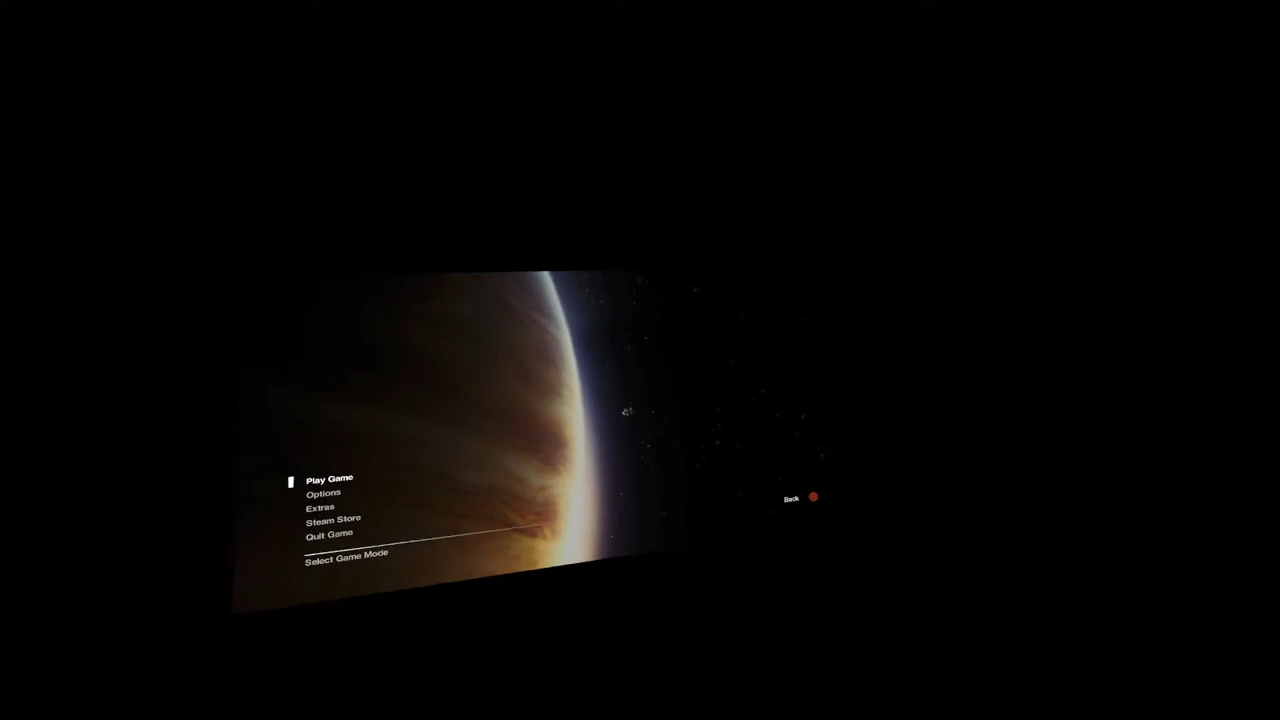 Play Game
Options
Extras
Steam Store
Quit Game
Select Game Mode
Back